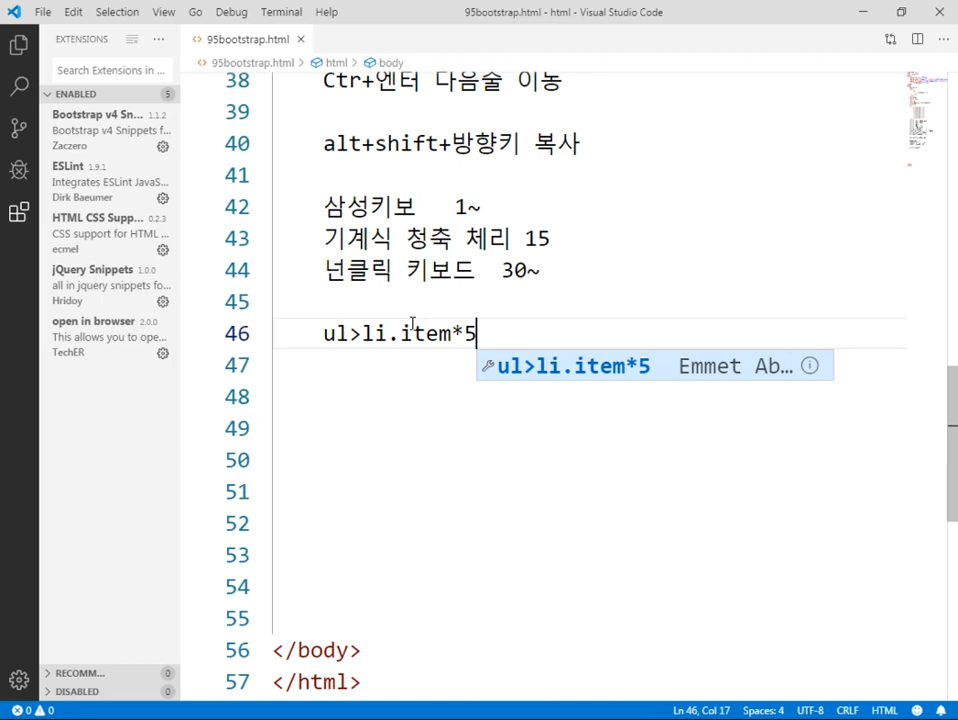 File Edit Selection View Go Debug Terminal Help 95bootstrap.html - html - Visual Studio Code
EXTENSIONS
95bootstrap.html
Search Extensions in ...
95bootstrap.html > html > body
ENABLED 5
Bootstrap v4 Sn... 1.1.2
Bootstrap v4 Snippets f...
Zaczero
ESLint 1.9.1
Integrates ESLint JavaS...
Dirk Baeumer
HTML CSS Supp... 0.2.3
CSS support for HTML ...
ecmel
jQuery Snippets 1.0.0
all in jquery snippets fo...
Hridoy
open in browser 2.0.0
This allows you to ope...
TechER
RECOMM... 0
DISABLED 0
38 Ctr+엔터 다음줄 이동
39
40 alt+shift+방향키 복사
41
42 삼성키보 1~
43 기계식 청축 체리 15
44 넌클릭 키보드 30~
45
46 ul>li.item*5
47 ul>li.item*5 Emmet Ab...
48
49
50
51
52
53
54
55
56 </body>
57 </html>
0 0 Ln 46, Col 17 Spaces: 4 UTF-8 CRLF HTML